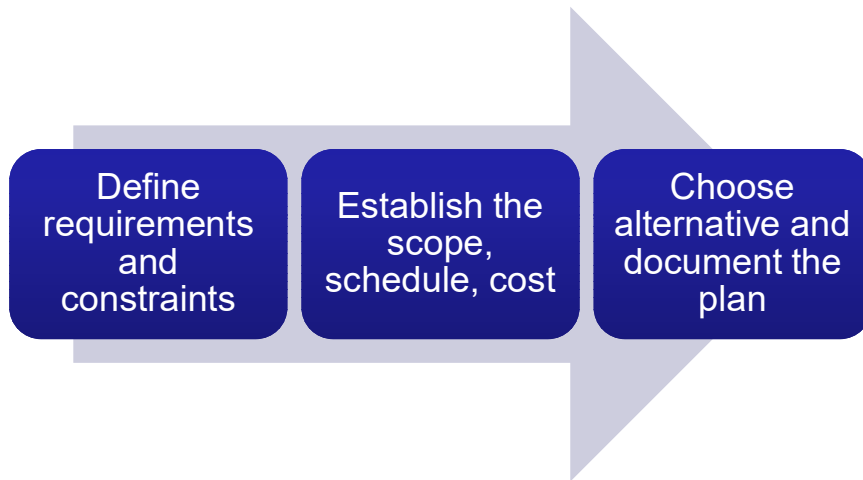 Define
requirements
and
constraints
Establish the
scope,
schedule, cost
Choose
alternative and
document the
plan